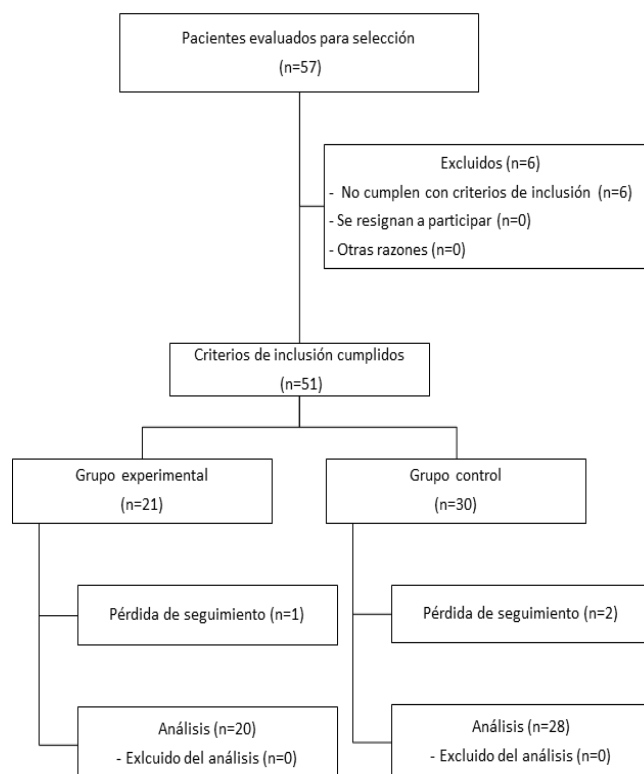 Pacientes evaluados para selección
(n=57)
Excluidos (n=6)
- No cumplen con criterios de inclusión (n=6)
- Se resignan a participar (n=0)
- Otras razones (n=0)
Criterios de inclusión cumplidos
(n=51)
Grupo experimental
(n=21)
Grupo control
(n=30)
Pérdida de seguimiento (n=1)
Pérdida de seguimiento (n=2)
Análisis (n=20)
- Exlcuido del análisis (n=0)
Análisis (n=28)
- Excluido del análisis (n=0)